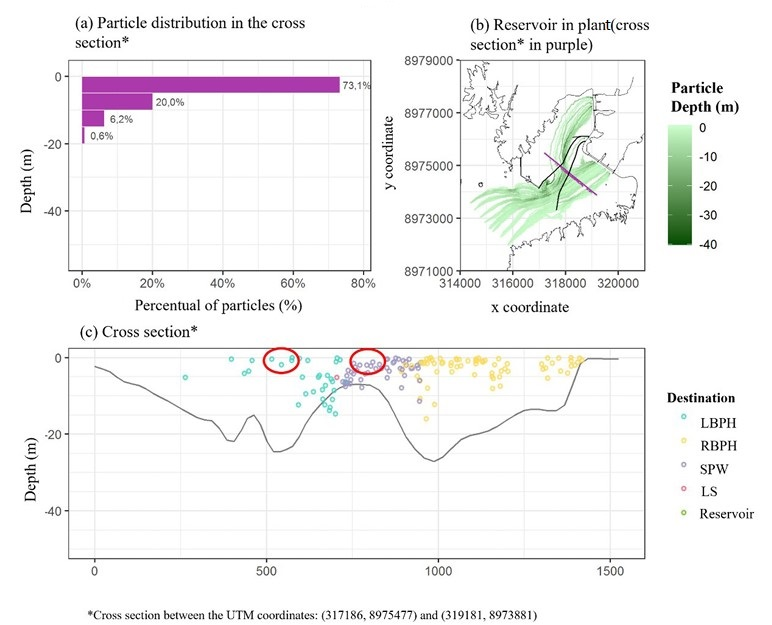 (a) Particle distribution in the cross
section*
0
-20
-40
Depth (m)
73,1%
20,0%
6,2%
0,6%
0%
20%
40%
60%
80%
Percentual of particles (%)
(b) Reservoir in plant(cross
section* in purple)
8979000
8977000
8975000
8973000
8971000
y coordinate
314000
316000
318000
320000
x coordinate
Particle
Depth (m)
0
-10
-20
-30
-40
(c) Cross section*
0
-20
-40
Depth (m)
0
500
1000
1500
Destination
LBPH
RBPH
SPW
LS
Reservoir
*Cross section between the UTM coordinates: (317186, 8975477) and (319181, 8973881)